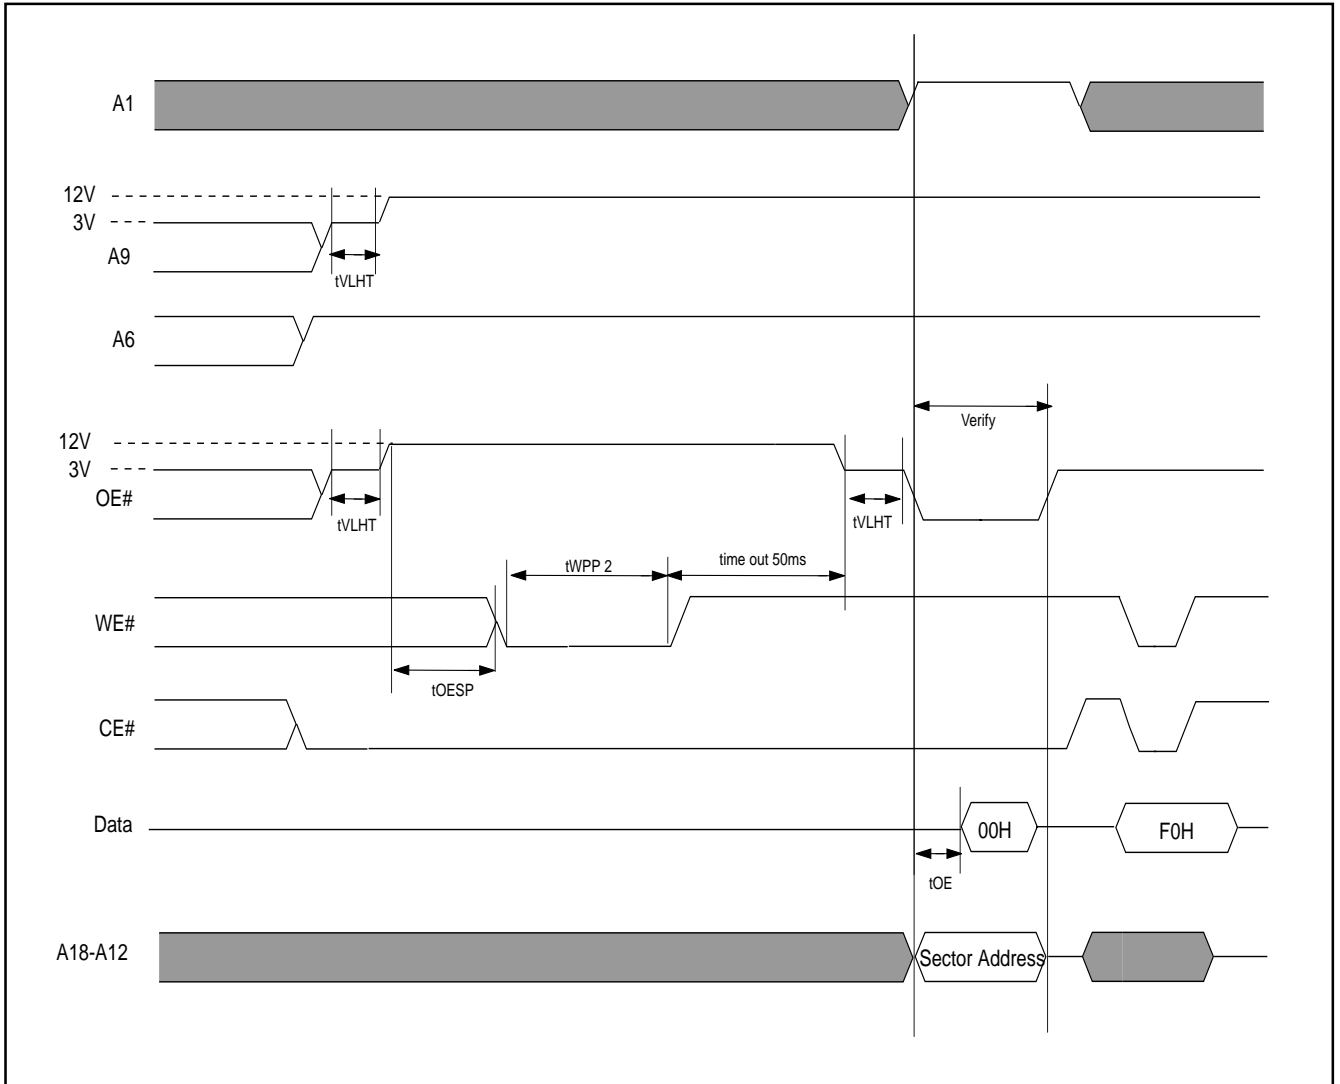 A1
12V
3V
A9
tVLHT
A6
Verify
12V
3V
OE#
tVLHT
tVLHT
tWPP 2
time out 50ms
WE#
tOESP
CE#
Data
00H
F0H
tOE
A18-A12
Sector Address